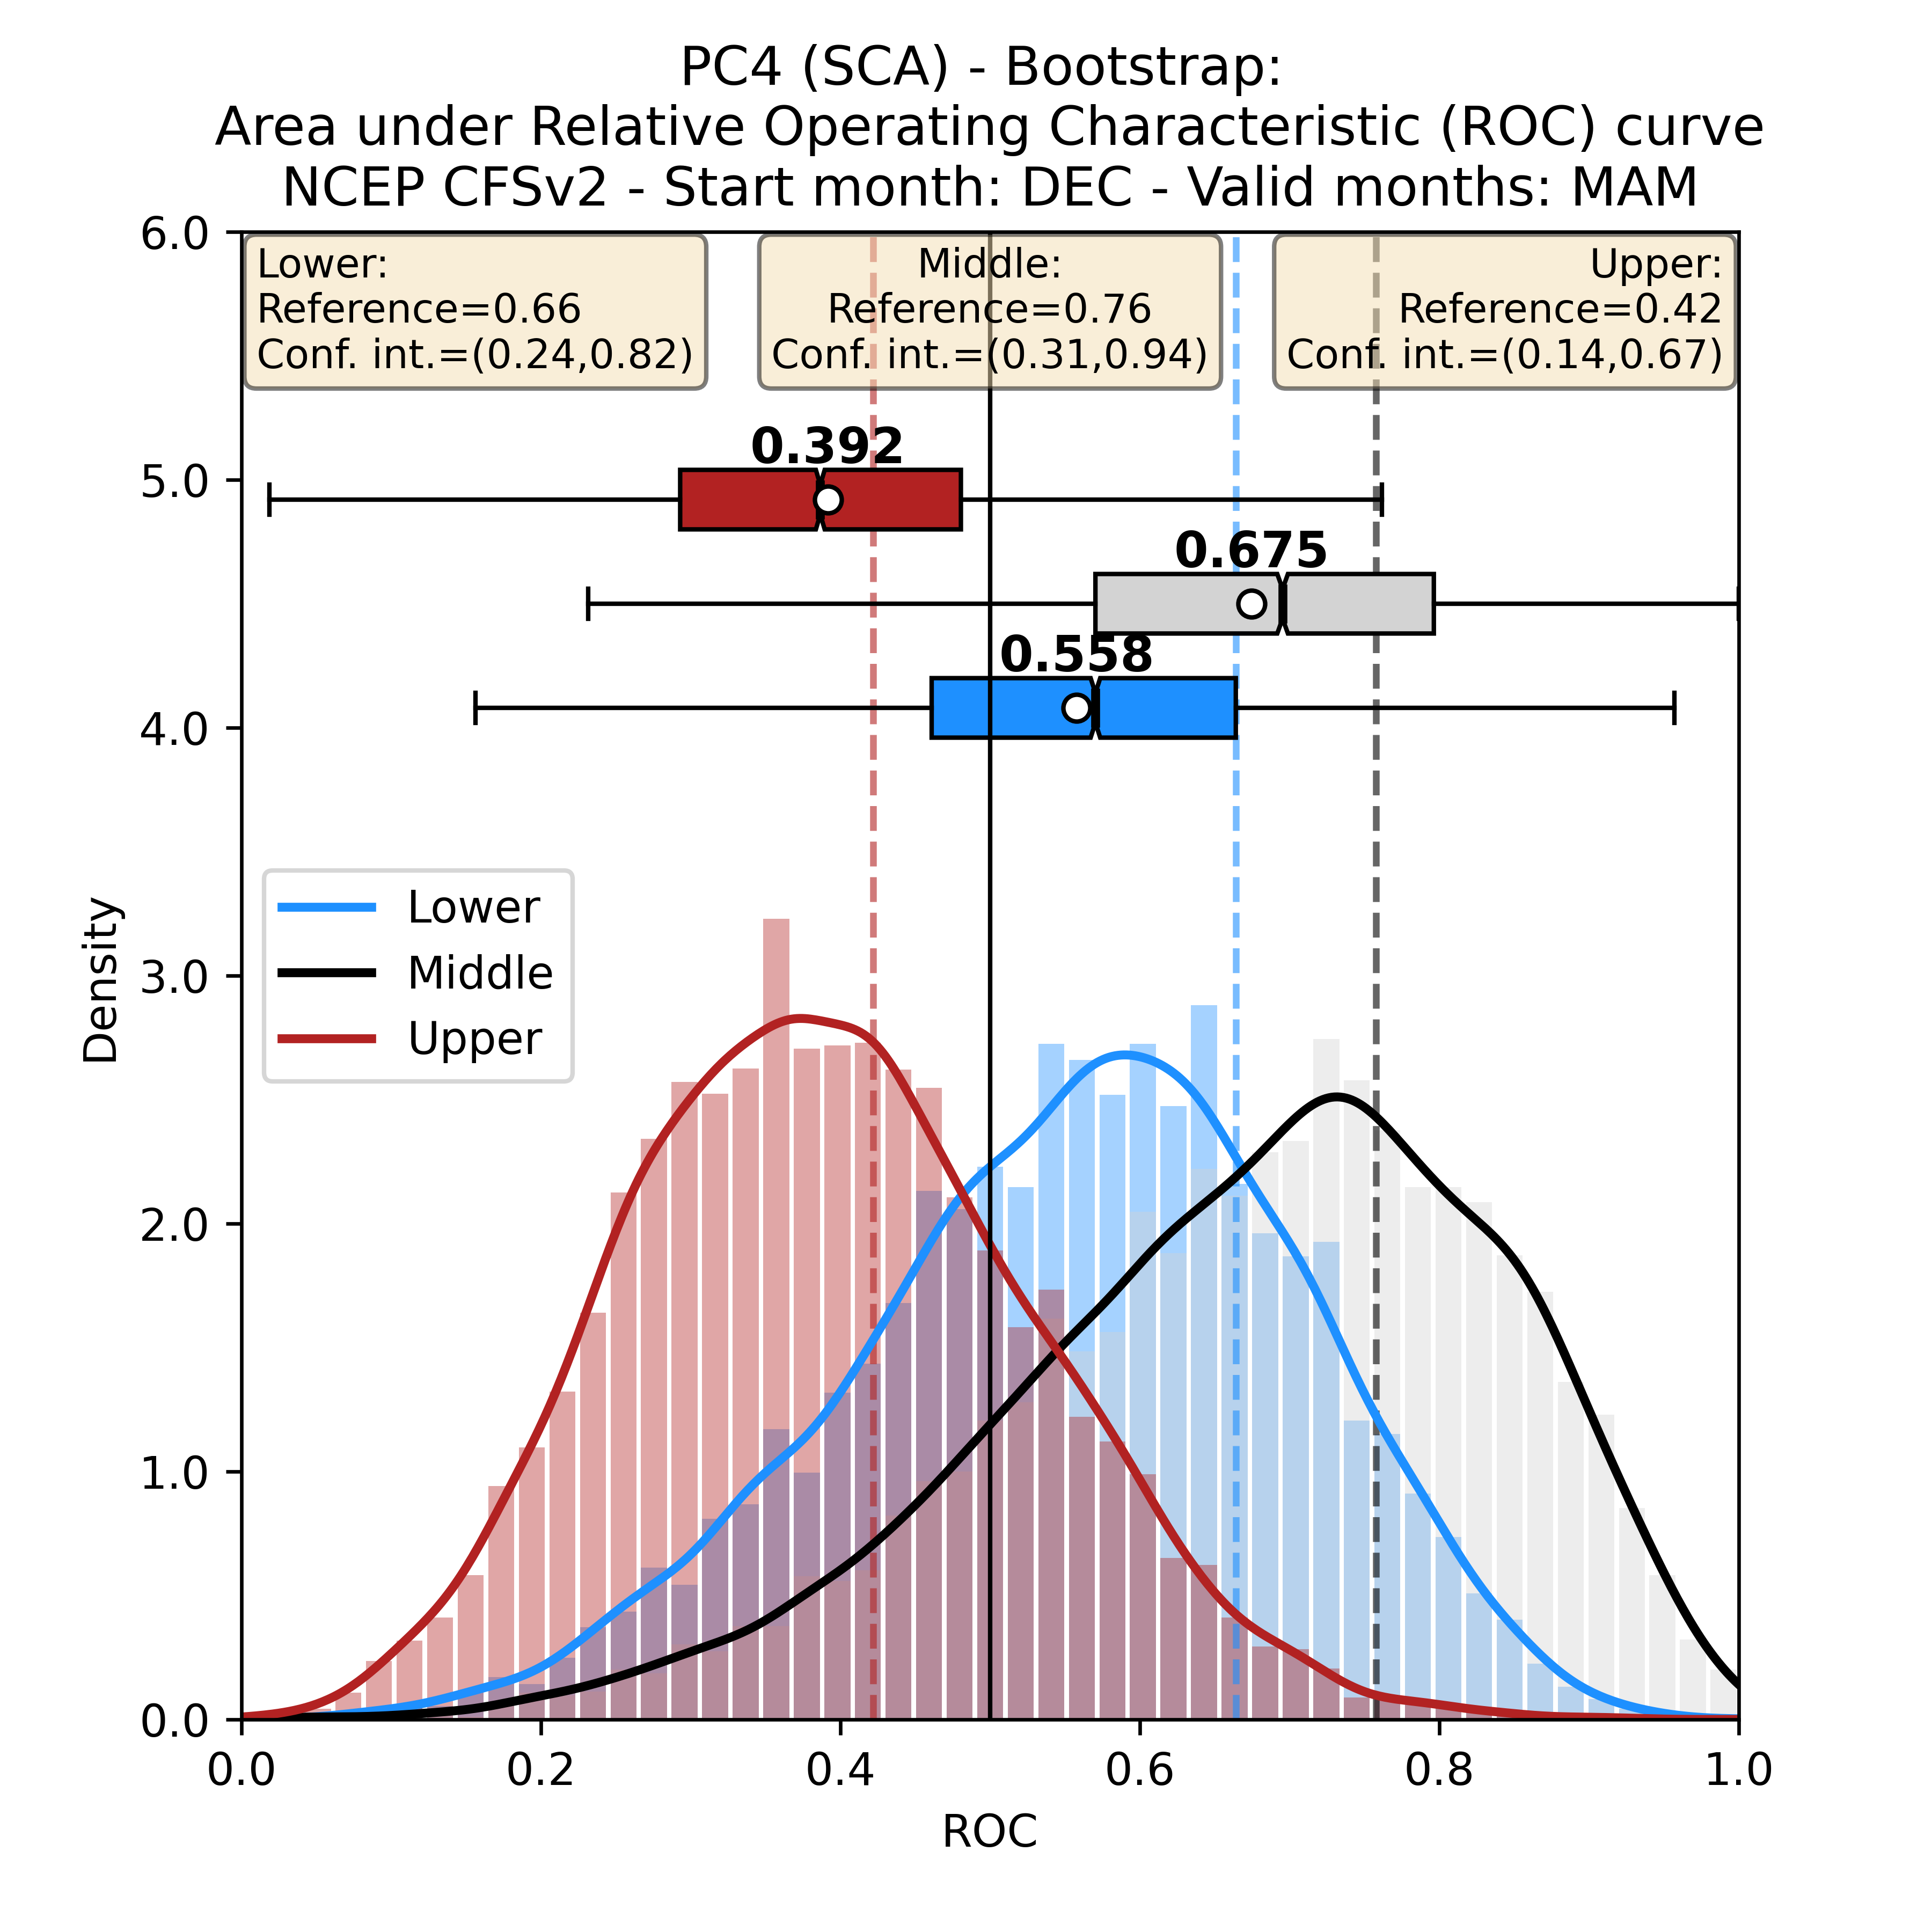 PC4 (SCA) - Bootstrap:
Area under Relative Operating Characteristic (ROC) curve
NCEP CFSv2 - Start month: DEC - Valid months: MAM
6.0
Lower:
Reference=0.66
Conf. int.=(0.24,0.82)
Middle:
Reference=0.76
Conf. int.=(0.31,0.94)
Upper:
Reference=0.42
Conf. int.=(0.14,0.67)
0.392
5.0
0.675
0.558
4.0
Lower
Middle
Upper
Density
3.0
2.0
1.0
0.0
0.0
0.2
0.4
0.6
0.8
1.0
ROC